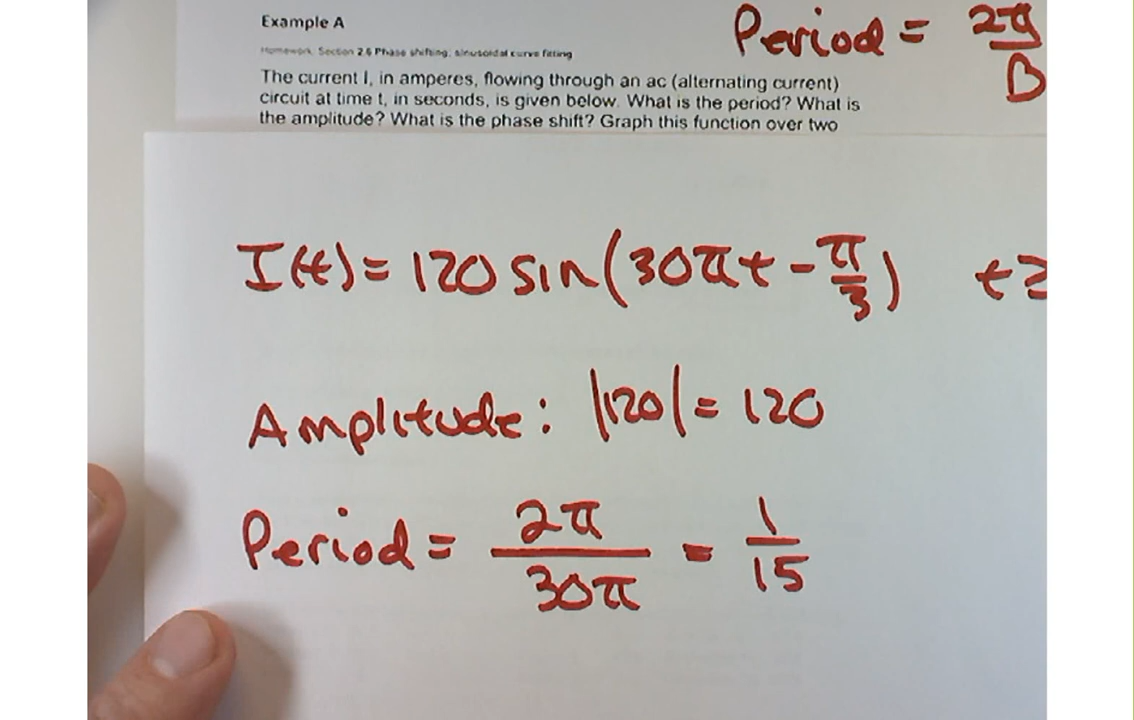 Example A
Period = 2π/B
Homework. Section 2.6 Phase shifting; sinusoidal curve fitting
The current I, in amperes, flowing through an ac (alternating current)
circuit at time t, in seconds, is given below. What is the period? What is
the amplitude? What is the phase shift? Graph this function over two
I(t) = 120 sin(30πt - π/3) t≥
Amplitude: |120| = 120
Period = 2π/30π = 1/15